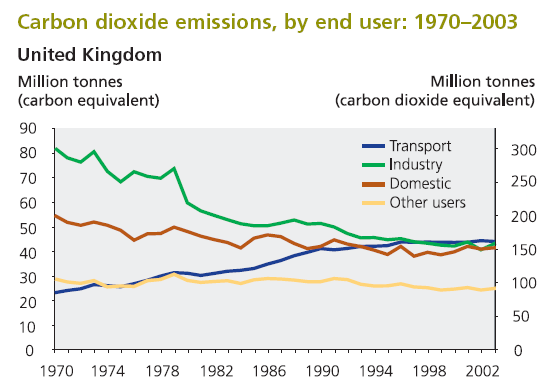 Carbon dioxide emissions, by end user: 1970–2003
United Kingdom
Million tonnes
(carbon equivalent)
Million tonnes
(carbon dioxide equivalent)
90
80
70
60
50
40
30
20
10
0
Transport
Industry
Domestic
Other users
300
250
200
150
100
50
0
1970 1974 1978 1982 1986 1990 1994 1998 2002